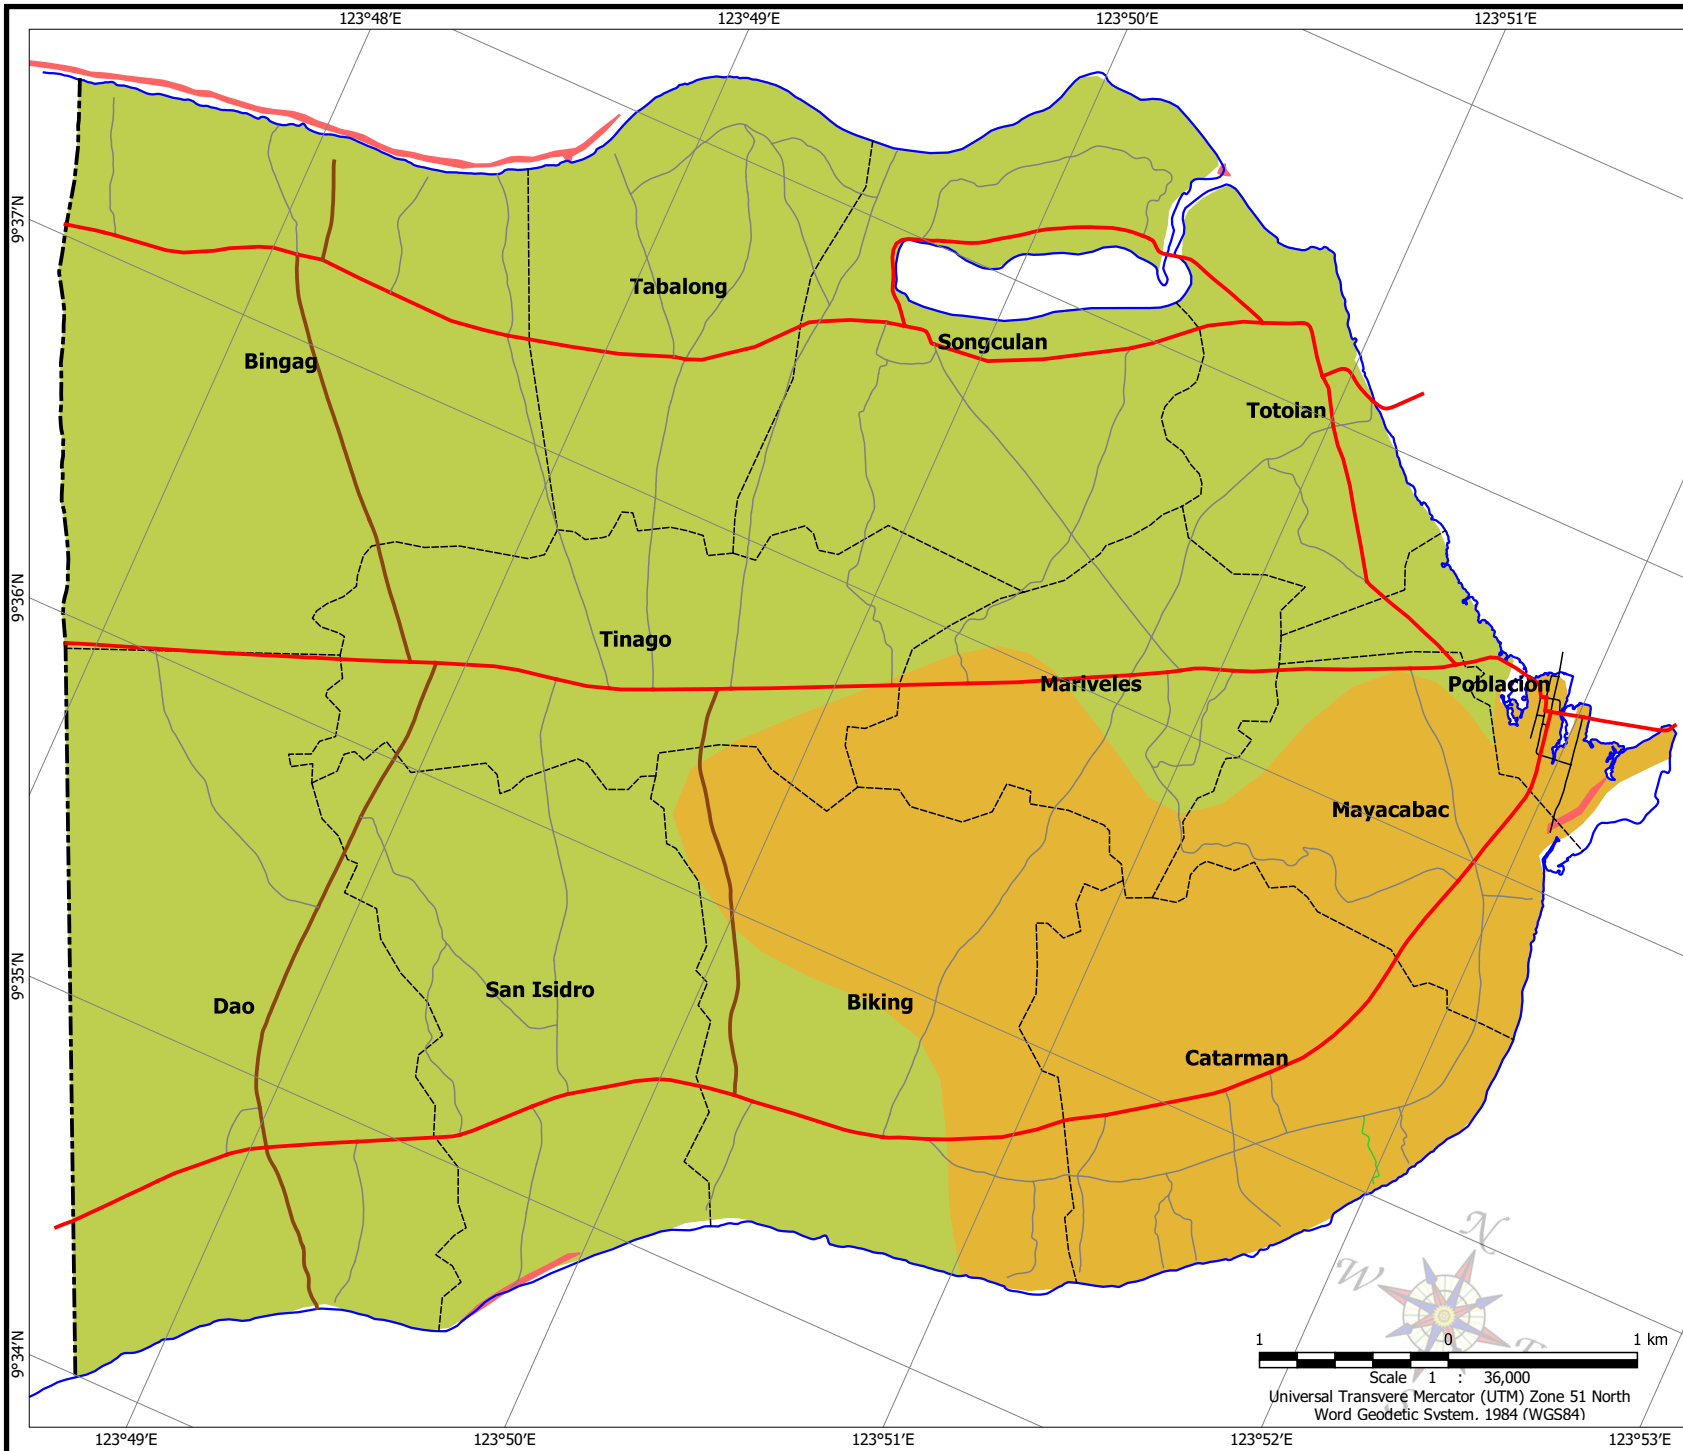 123°48′E
123°49′E
123°50′E
123°51′E
9°37′N
Tabalong
Songculan
Bingag
Totolan
9°36′N
Tinago
Mariveles
Poblacion
Mayacabac
9°35′N
San Isidro
Biking
Dao
Catarman
N
W
9°34′N
1 0 1 km
Scale 1 : 36,000
Universal Transvere Mercator (UTM) Zone 51 North
Word Geodetic System, 1984 (WGS84)
123°49′E
123°50′E
123°51′E
123°52′E
123°53′E